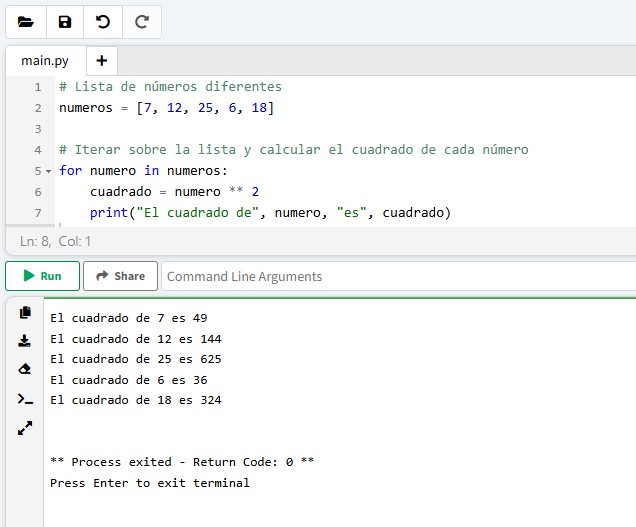 main.py +
1 # Lista de números diferentes
2 numeros = [7, 12, 25, 6, 18]
3
4 # Iterar sobre la lista y calcular el cuadrado de cada número
5 for numero in numeros:
6     cuadrado = numero ** 2
7     print("El cuadrado de", numero, "es", cuadrado)
Ln: 8, Col: 1
Run Share Command Line Arguments
El cuadrado de 7 es 49
El cuadrado de 12 es 144
El cuadrado de 25 es 625
El cuadrado de 6 es 36
El cuadrado de 18 es 324
** Process exited - Return Code: 0 **
Press Enter to exit terminal